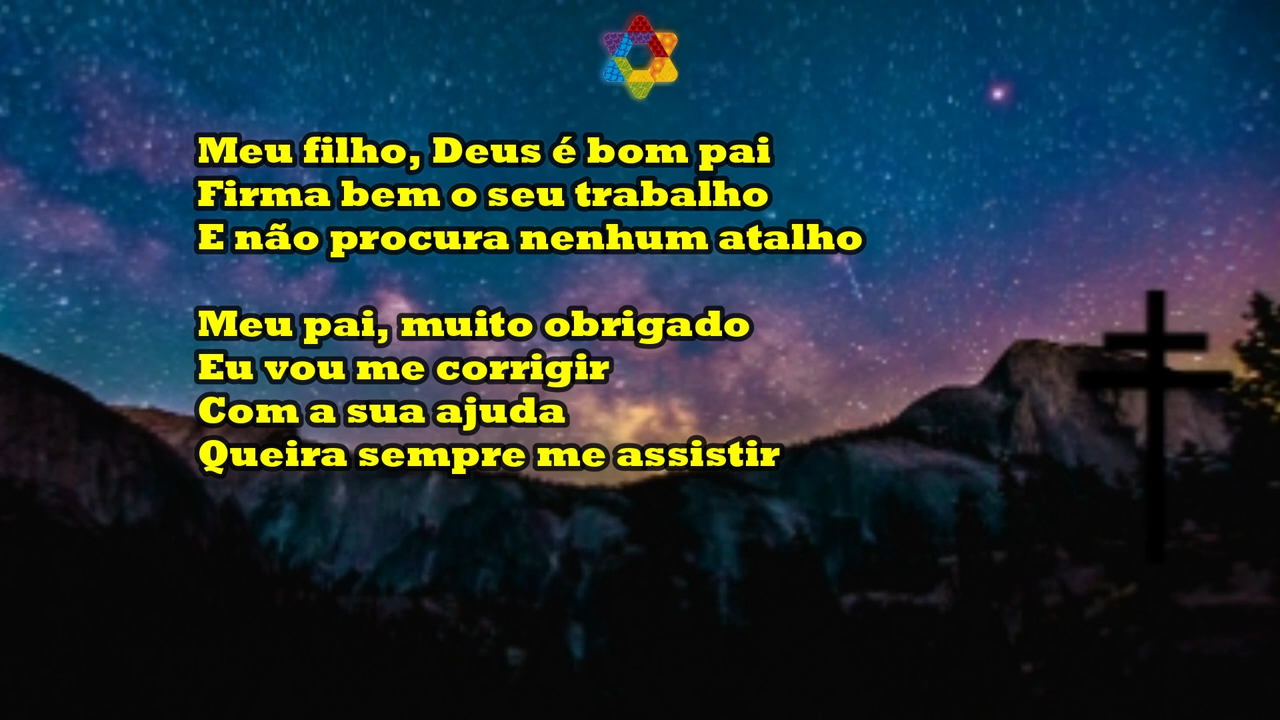 Meu filho, Deus é bom pai
Firma bem o seu trabalho
E não procura nenhum atalho
Meu pai, muito obrigado
Eu vou me corrigir
Com a sua ajuda
Queira sempre me assistir